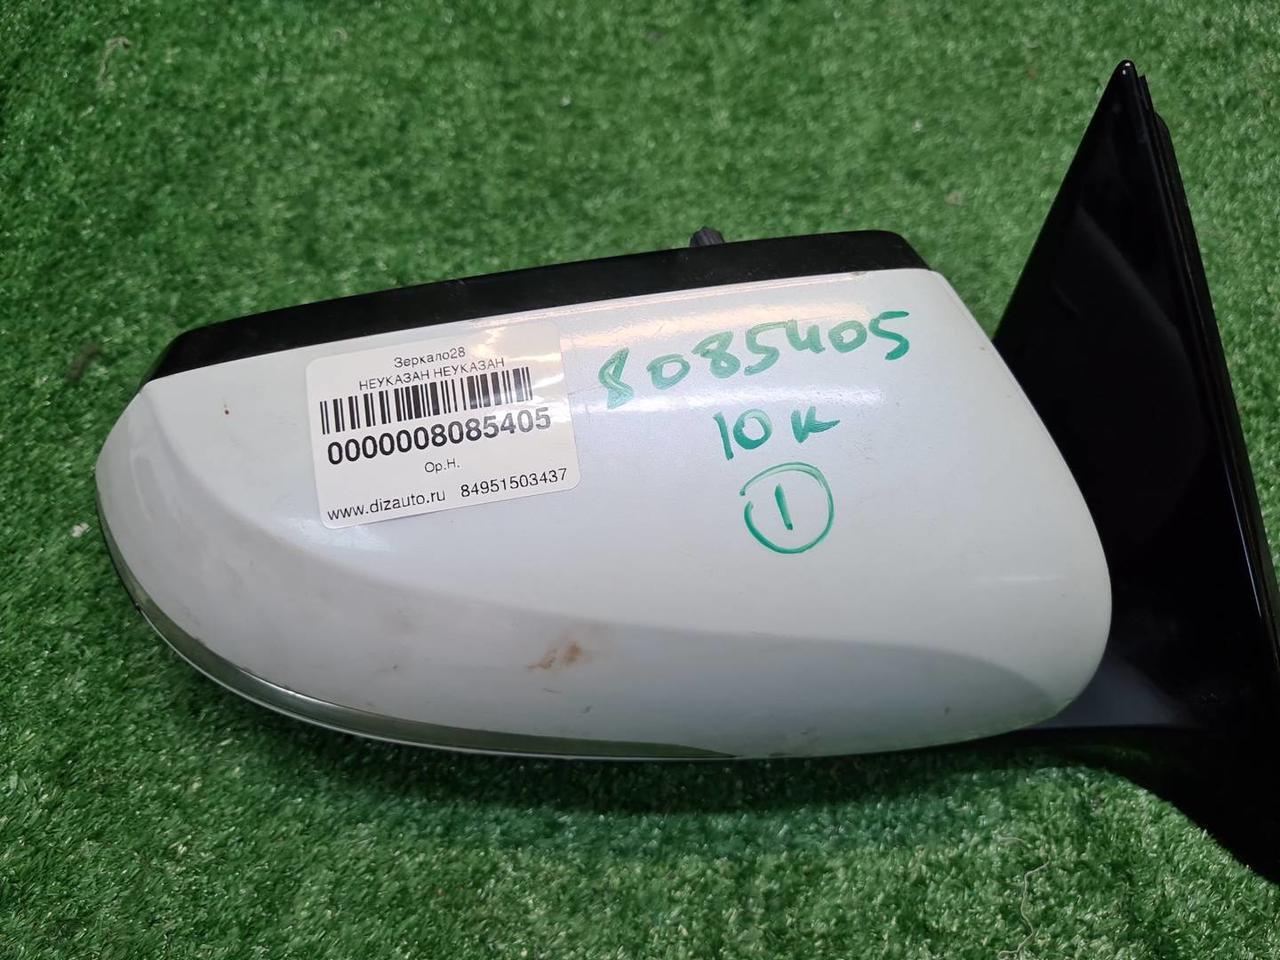 Зеркало28
НЕУКАЗАН НЕУКАЗАН
0000008085405
Ор.Н.
www.dizauto.ru 84951503437
8085405
10 к
1